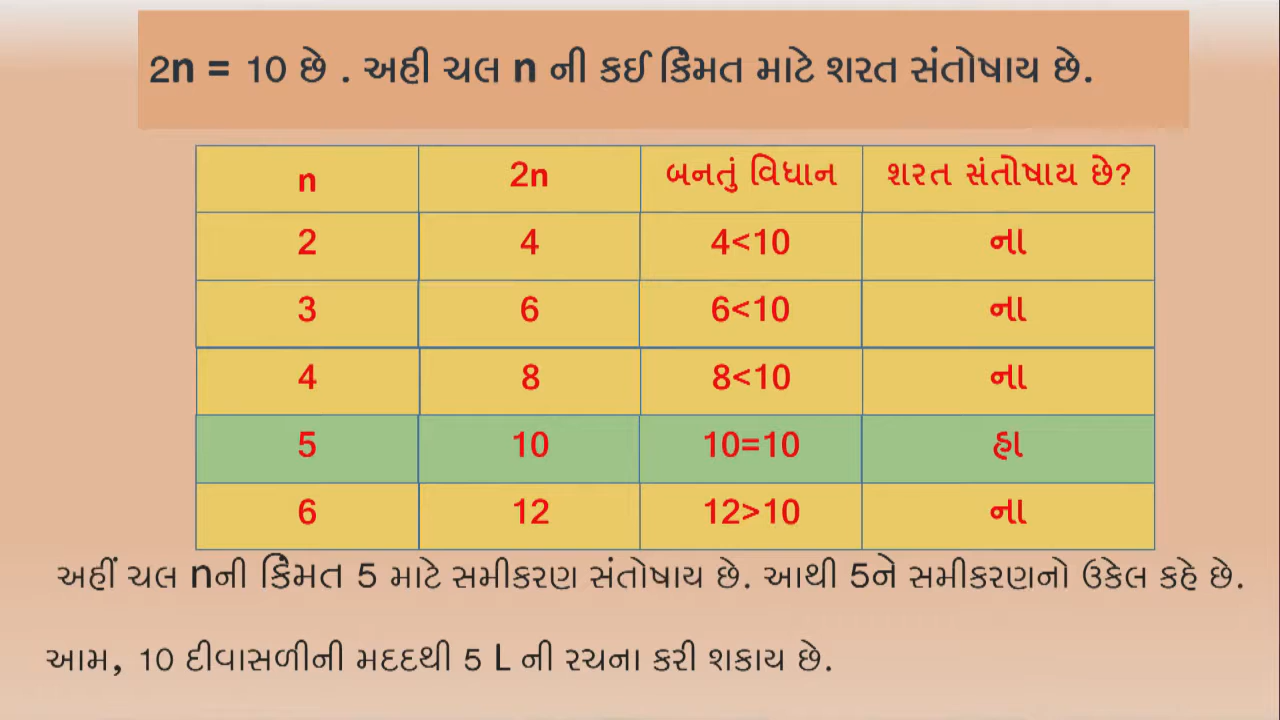 2n = 10 છે . અહી ચલ n ની કઈ કિંમત માટે શરત સંતોષાય છે.
n 2n બનતું વિધાન શરત સંતોષાય છે?
2 4 4<10 ના
3 6 6<10 ના
4 8 8<10 ના
5 10 10=10 હા
6 12 12>10 ના
અહીં ચલ nની કિંમત 5 માટે સમીકરણ સંતોષાય છે. આથી 5ને સમીકરણનો ઉકેલ કહે છે.
આમ, 10 દીવાસળીની મદદથી 5 L ની રચના કરી શકાય છે.